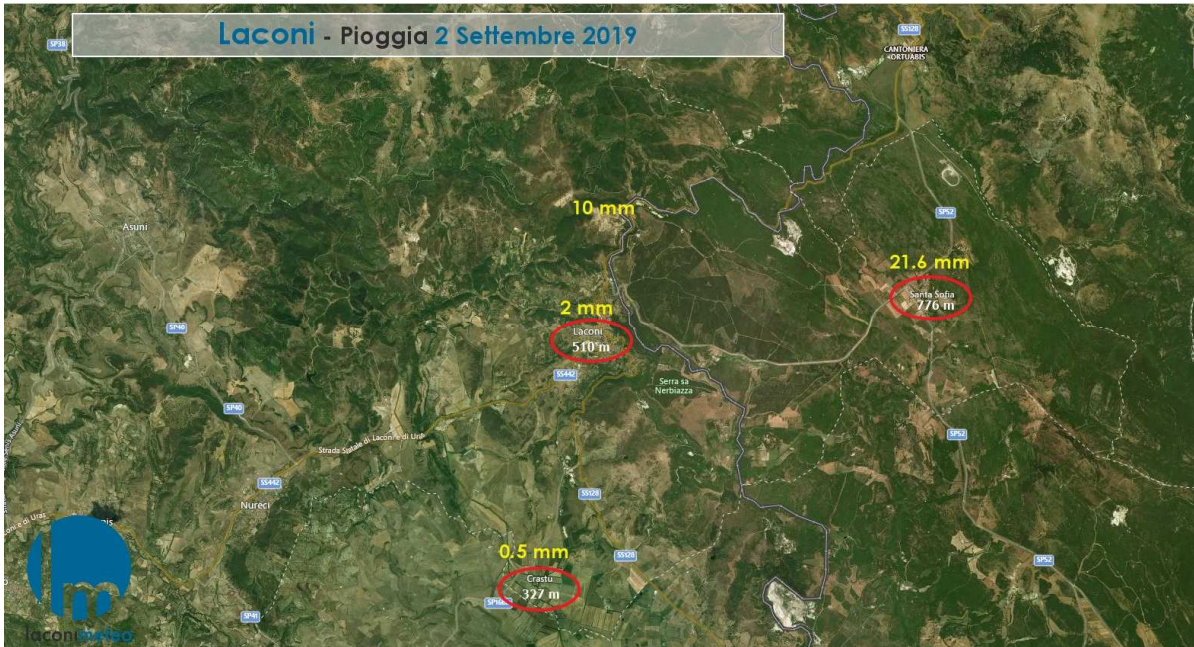 Laconi - Pioggia 2 Settembre 2019
SP38
SS128
CANTONIERA
ORTUABIS
10 mm
SP52
Asuni
21.6 mm
Santa Sofia
776 m
2 mm
SP40
Laconi
510 m
SS442
Serra sa
Nerbiazza
SP40
SP52
Strada Statale di Laconi e di Uras
SS442
SS128
Nureci
0.5 mm
SS128
SP52
Crastu
327 m
SP41
lm
laconimeteo